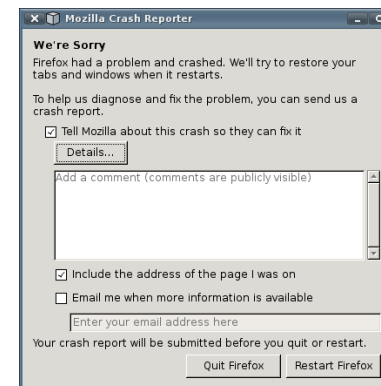 Mozilla Crash Reporter
We're Sorry
Firefox had a problem and crashed. We'll try to restore your
tabs and windows when it restarts.
To help us diagnose and fix the problem, you can send us a
crash report.
Tell Mozilla about this crash so they can fix it
Details...
Add a comment (comments are publicly visible)
Include the address of the page I was on
Email me when more information is available
Enter your email address here
Your crash report will be submitted before you quit or restart.
Quit Firefox
Restart Firefox